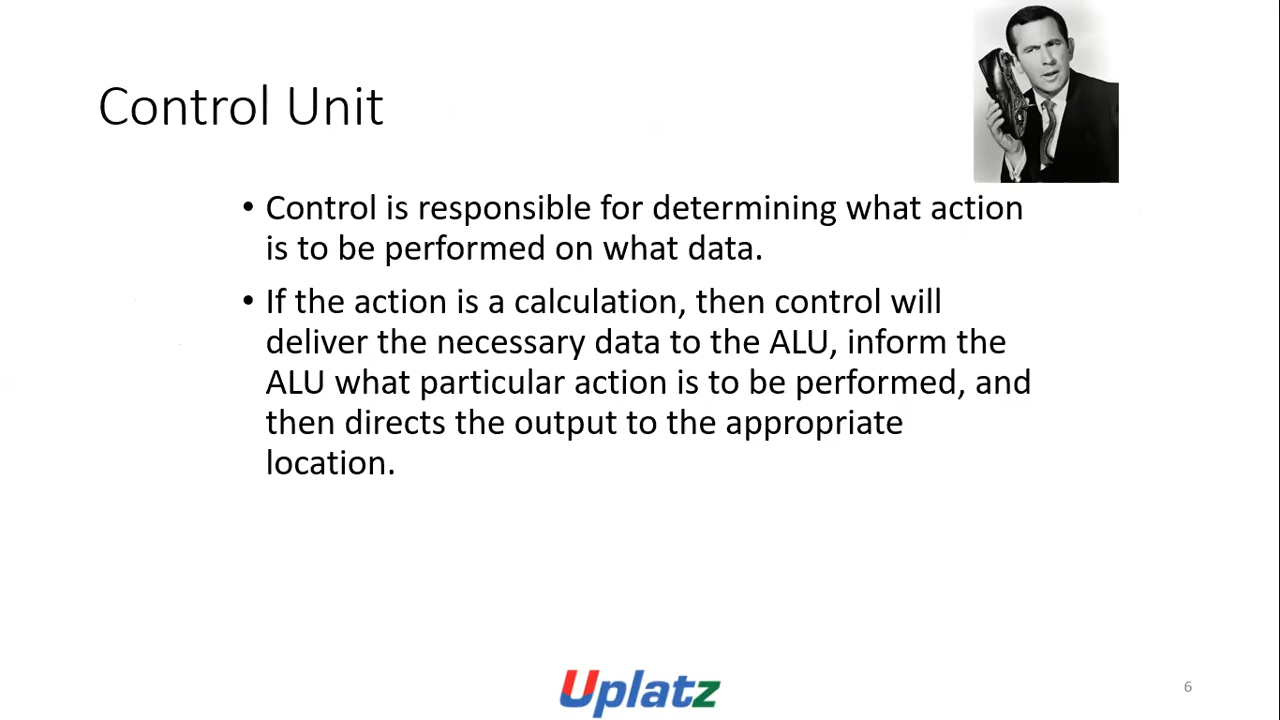 Control Unit
• Control is responsible for determining what action
is to be performed on what data.
• If the action is a calculation, then control will
deliver the necessary data to the ALU, inform the
ALU what particular action is to be performed, and
then directs the output to the appropriate
location.
Uplatz
6